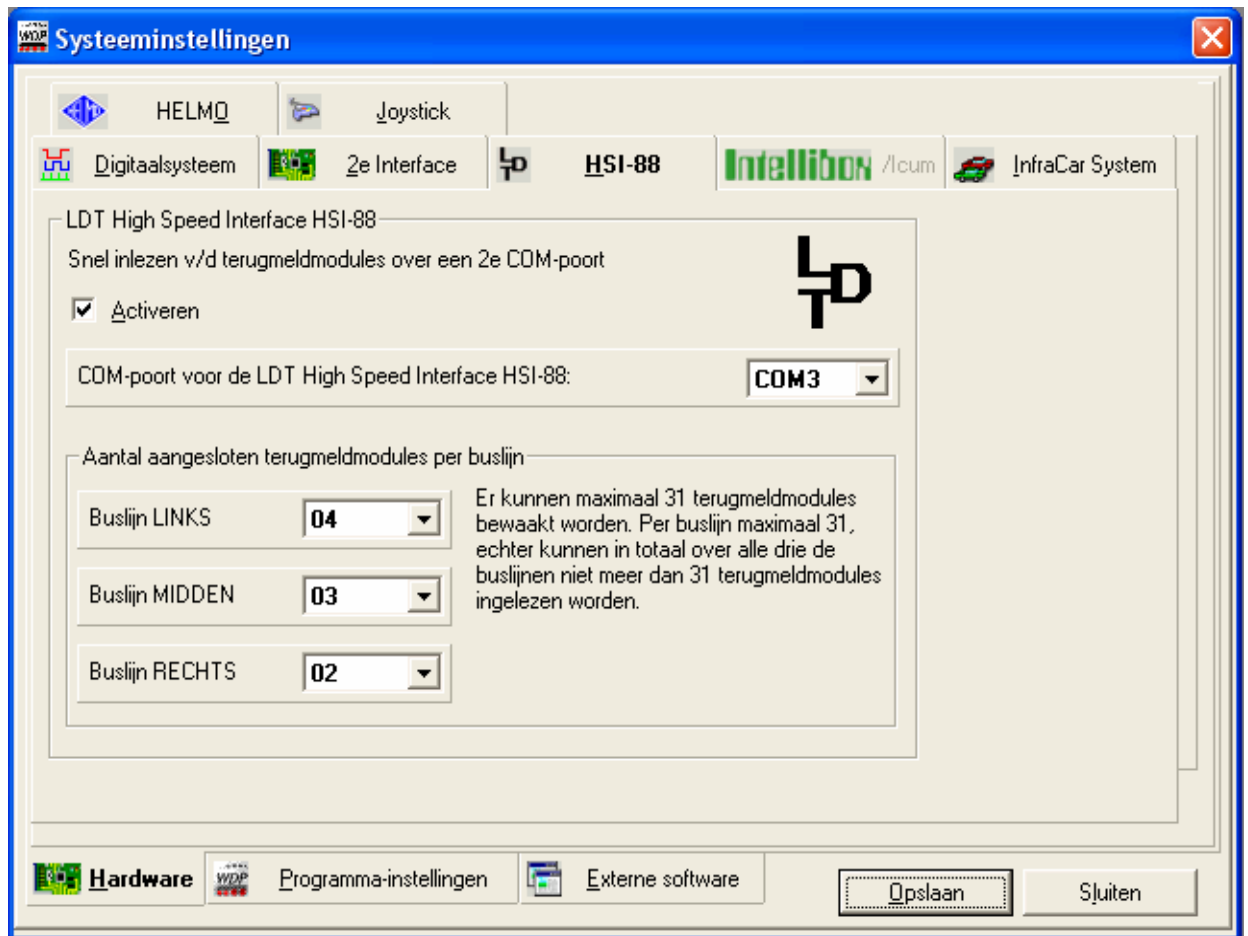 WDP Systeeminstellingen
HELMO Joystick
Digitaalsysteem 2e Interface LDT HSI-88 Intellibox /Icum InfraCar System
LDT High Speed Interface HSI-88
Snel inlezen v/d terugmeldmodules over een 2e COM-poort
LDT
Activeren
COM-poort voor de LDT High Speed Interface HSI-88: COM3
Aantal aangesloten terugmeldmodules per buslijn
Buslijn LINKS 04
Er kunnen maximaal 31 terugmeldmodules
bewaakt worden. Per buslijn maximaal 31,
echter kunnen in totaal over alle drie de
buslijnen niet meer dan 31 terugmeldmodules
ingelezen worden.
Buslijn MIDDEN 03
Buslijn RECHTS 02
Hardware WDP Programma-instellingen Externe software Opslaan Sluiten